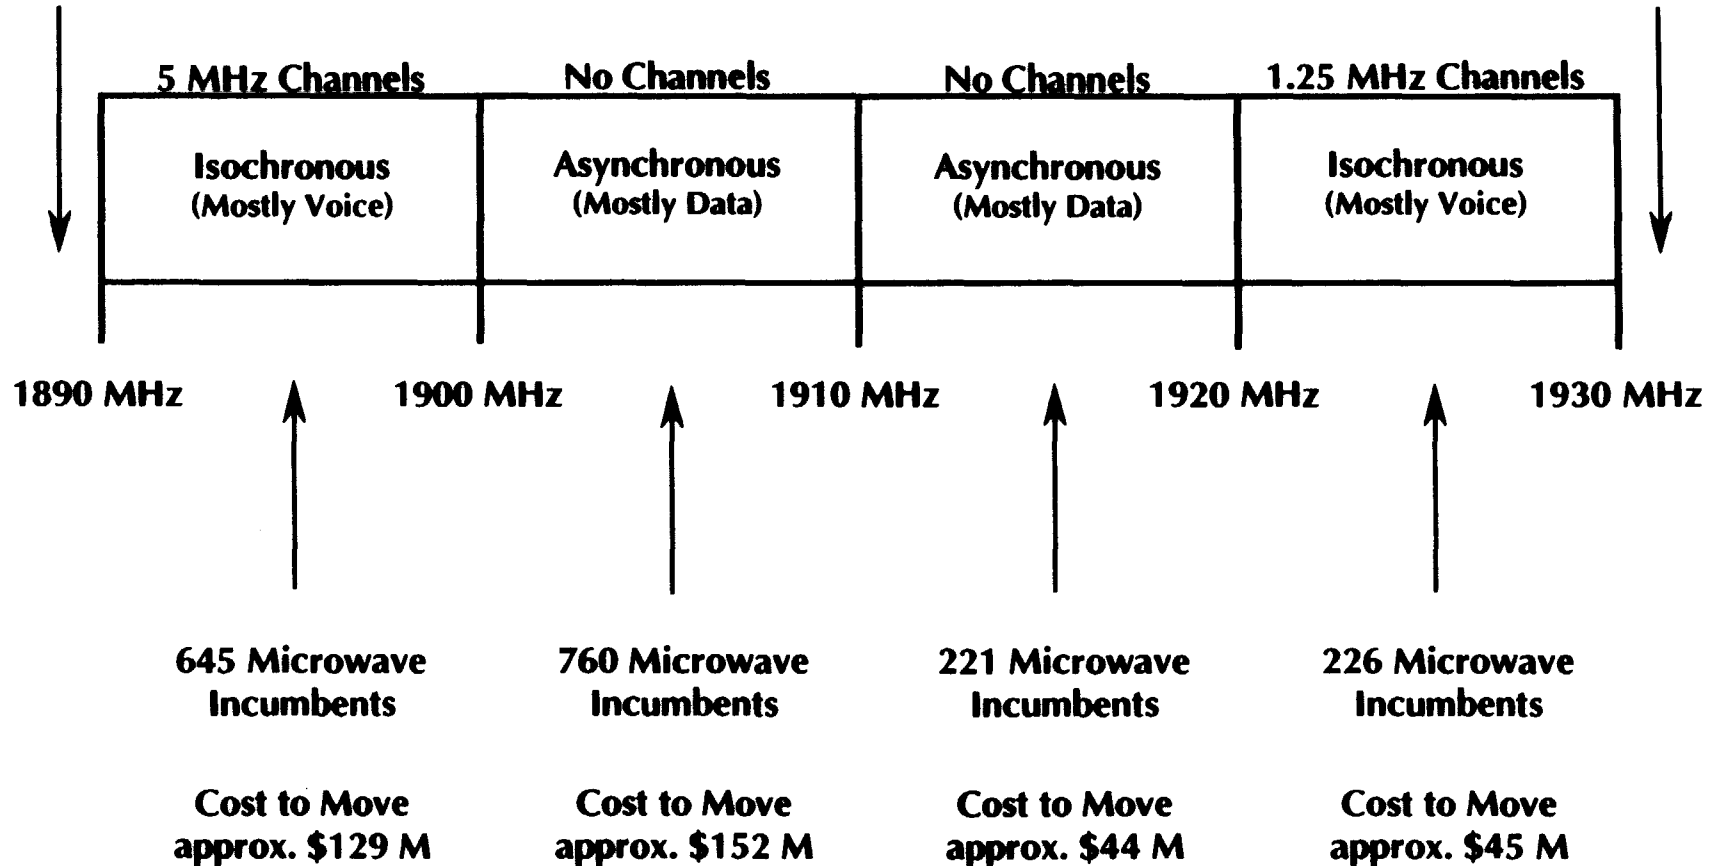 5 MHz Channels No Channels No Channels 1.25 MHz Channels
Isochronous Asynchronous Asynchronous Isochronous
(Mostly Voice) (Mostly Data) (Mostly Data) (Mostly Voice)
1890 MHz 1900 MHz 1910 MHz 1920 MHz 1930 MHz
645 Microwave 760 Microwave 221 Microwave 226 Microwave
Incumbents Incumbents Incumbents Incumbents
Cost to Move Cost to Move Cost to Move Cost to Move
approx. $129 M approx. $152 M approx. $44 M approx. $45 M